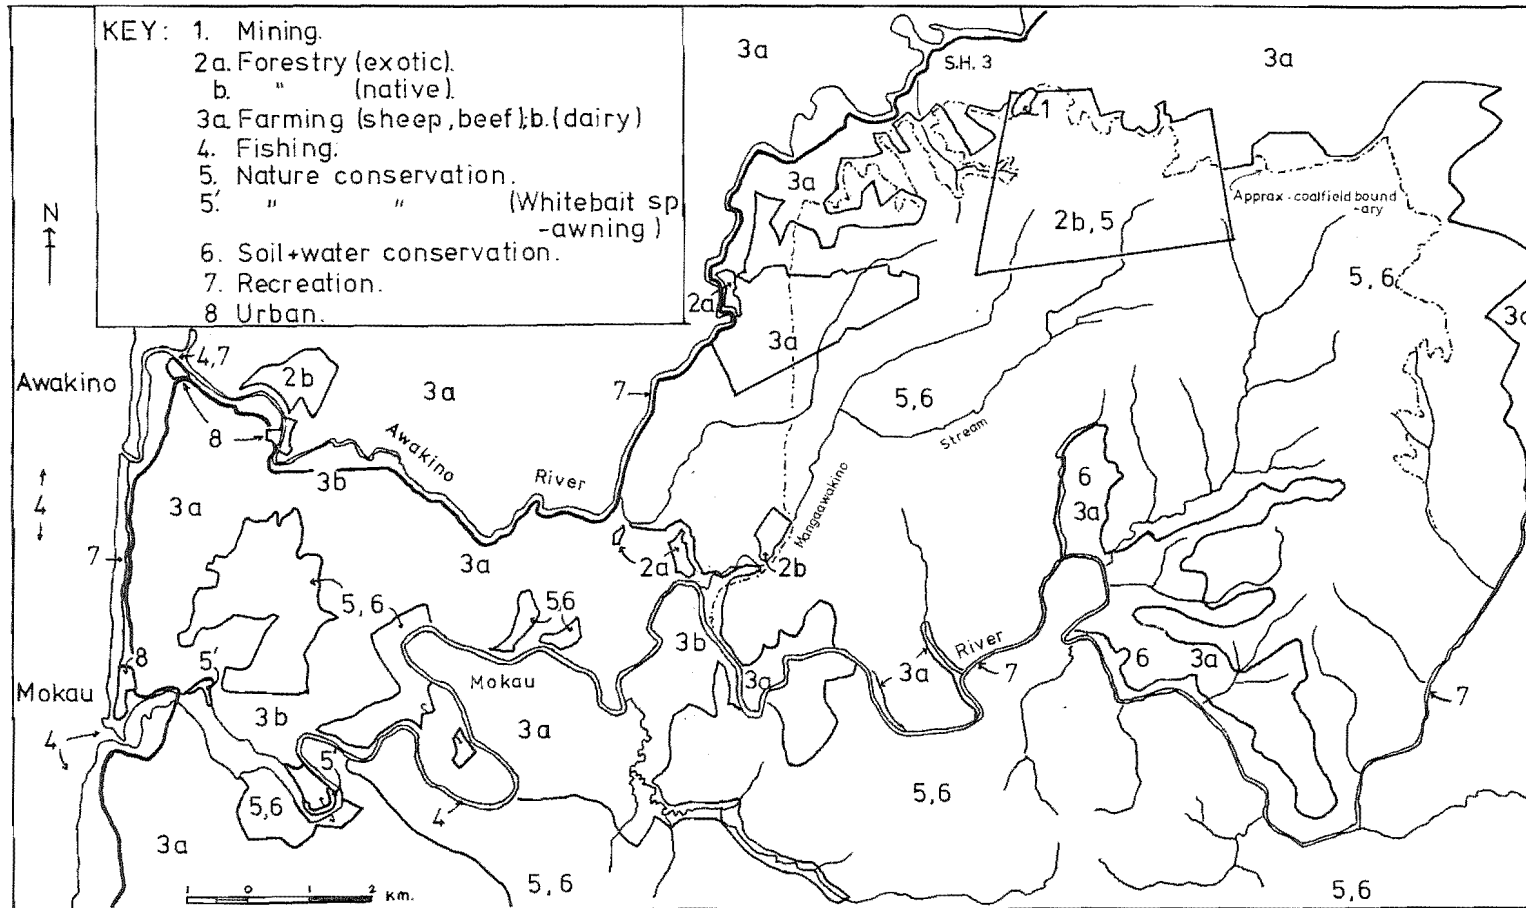 KEY: 1. Mining.
2a. Forestry (exotic).
b. " (native).
3a. Farming (sheep, beef); b. (dairy)
4. Fishing.
5. Nature conservation.
5'. " " (Whitebait sp
-awning)
6. Soil+water conservation.
7. Recreation.
8 Urban.
N
3a
S.H. 3
3a
1
3a
2b, 5
Approx - coalfield bound
-ary
5, 6
2a
3a
3a
4,7
Awakino
2b
3a
7
5,6
8
Awakino
River
Stream
Mangaawakino
3b
4
3a
6
3a
7
3a
2a
2b
5, 6
5,6
3b
River
8
5'
Mokau
3a
3a
7
6
3a
7
Mokau
3b
3a
4
5'
5,6
4
5,6
3a
5,6
5,6
1 0 1 2 Km.